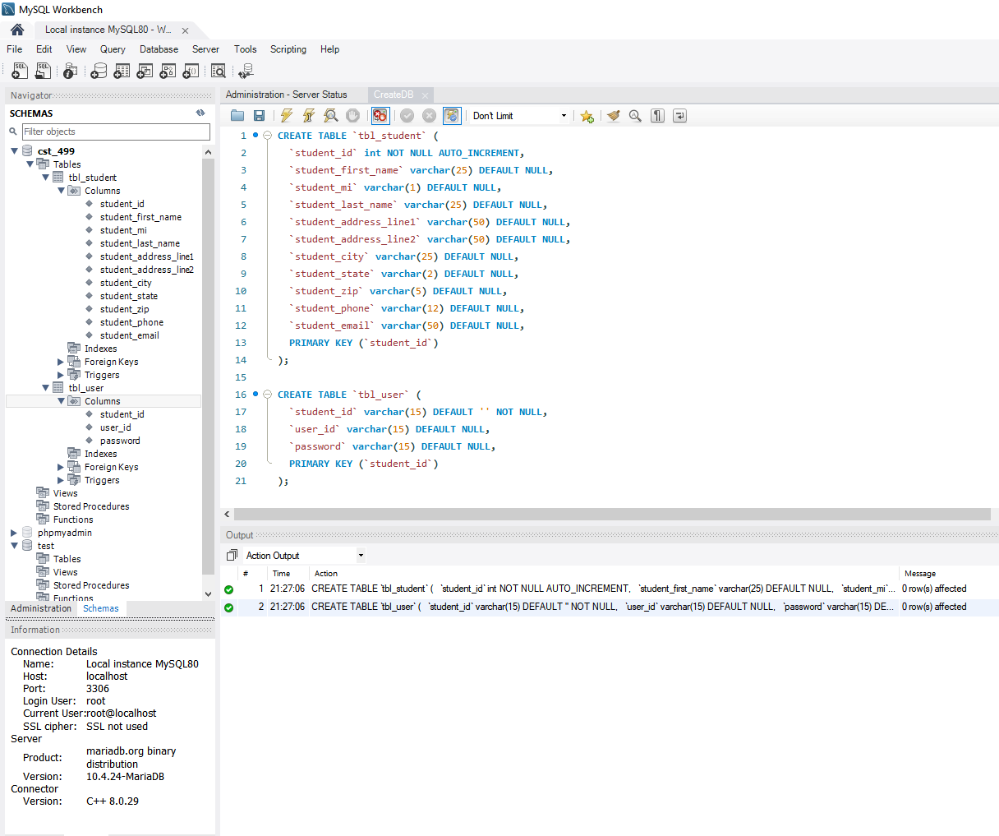 MySQL Workbench
Local instance MySQL80 - W... ×
File Edit View Query Database Server Tools Scripting Help
Navigator
SCHEMAS
Filter objects
cst_499
Tables
tbl_student
Columns
student_id
student_first_name
student_mi
student_last_name
student_address_line1
student_address_line2
student_city
student_state
student_zip
student_phone
student_email
Indexes
Foreign Keys
Triggers
tbl_user
Columns
student_id
user_id
password
Indexes
Foreign Keys
Triggers
Views
Stored Procedures
Functions
phpmyadmin
test
Tables
Views
Stored Procedures
Functions
Administration Schemas
Information
Connection Details
Name: Local instance MySQL80
Host: localhost
Port: 3306
Login User: root
Current User:root@localhost
SSL cipher: SSL not used
Server
Product: mariadb.org binary
distribution
Version: 10.4.24-MariaDB
Connector
Version: C++ 8.0.29
Administration - Server Status CreateDB ×
Don't Limit
1 CREATE TABLE `tbl_student` (
2 `student_id` int NOT NULL AUTO_INCREMENT,
3 `student_first_name` varchar(25) DEFAULT NULL,
4 `student_mi` varchar(1) DEFAULT NULL,
5 `student_last_name` varchar(25) DEFAULT NULL,
6 `student_address_line1` varchar(50) DEFAULT NULL,
7 `student_address_line2` varchar(50) DEFAULT NULL,
8 `student_city` varchar(25) DEFAULT NULL,
9 `student_state` varchar(2) DEFAULT NULL,
10 `student_zip` varchar(5) DEFAULT NULL,
11 `student_phone` varchar(12) DEFAULT NULL,
12 `student_email` varchar(50) DEFAULT NULL,
13 PRIMARY KEY (`student_id`)
14 );
15
16 CREATE TABLE `tbl_user` (
17 `student_id` varchar(15) DEFAULT '' NOT NULL,
18 `user_id` varchar(15) DEFAULT NULL,
19 `password` varchar(15) DEFAULT NULL,
20 PRIMARY KEY (`student_id`)
21 );
Output
Action Output
# Time Action Message
1 21:27:06 CREATE TABLE `tbl_student` ( `student_id` int NOT NULL AUTO_INCREMENT, `student_first_name` varchar(25) DEFAULT NULL, `student_mi`... 0 row(s) affected
2 21:27:06 CREATE TABLE `tbl_user` ( `student_id` varchar(15) DEFAULT '' NOT NULL, `user_id` varchar(15) DEFAULT NULL, `password` varchar(15) DE... 0 row(s) affected